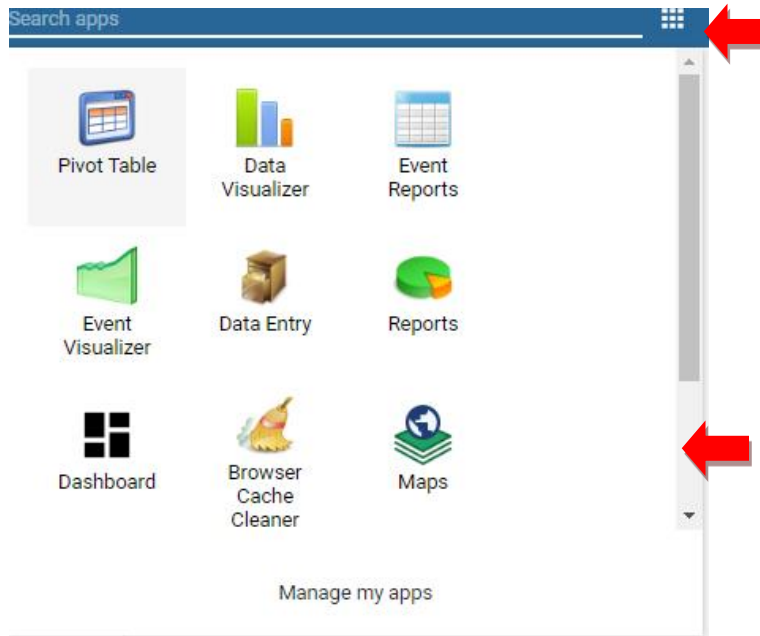 Search apps
Pivot Table
Data
Visualizer
Event
Reports
Event
Visualizer
Data Entry
Reports
Dashboard
Browser
Cache
Cleaner
Maps
Manage my apps